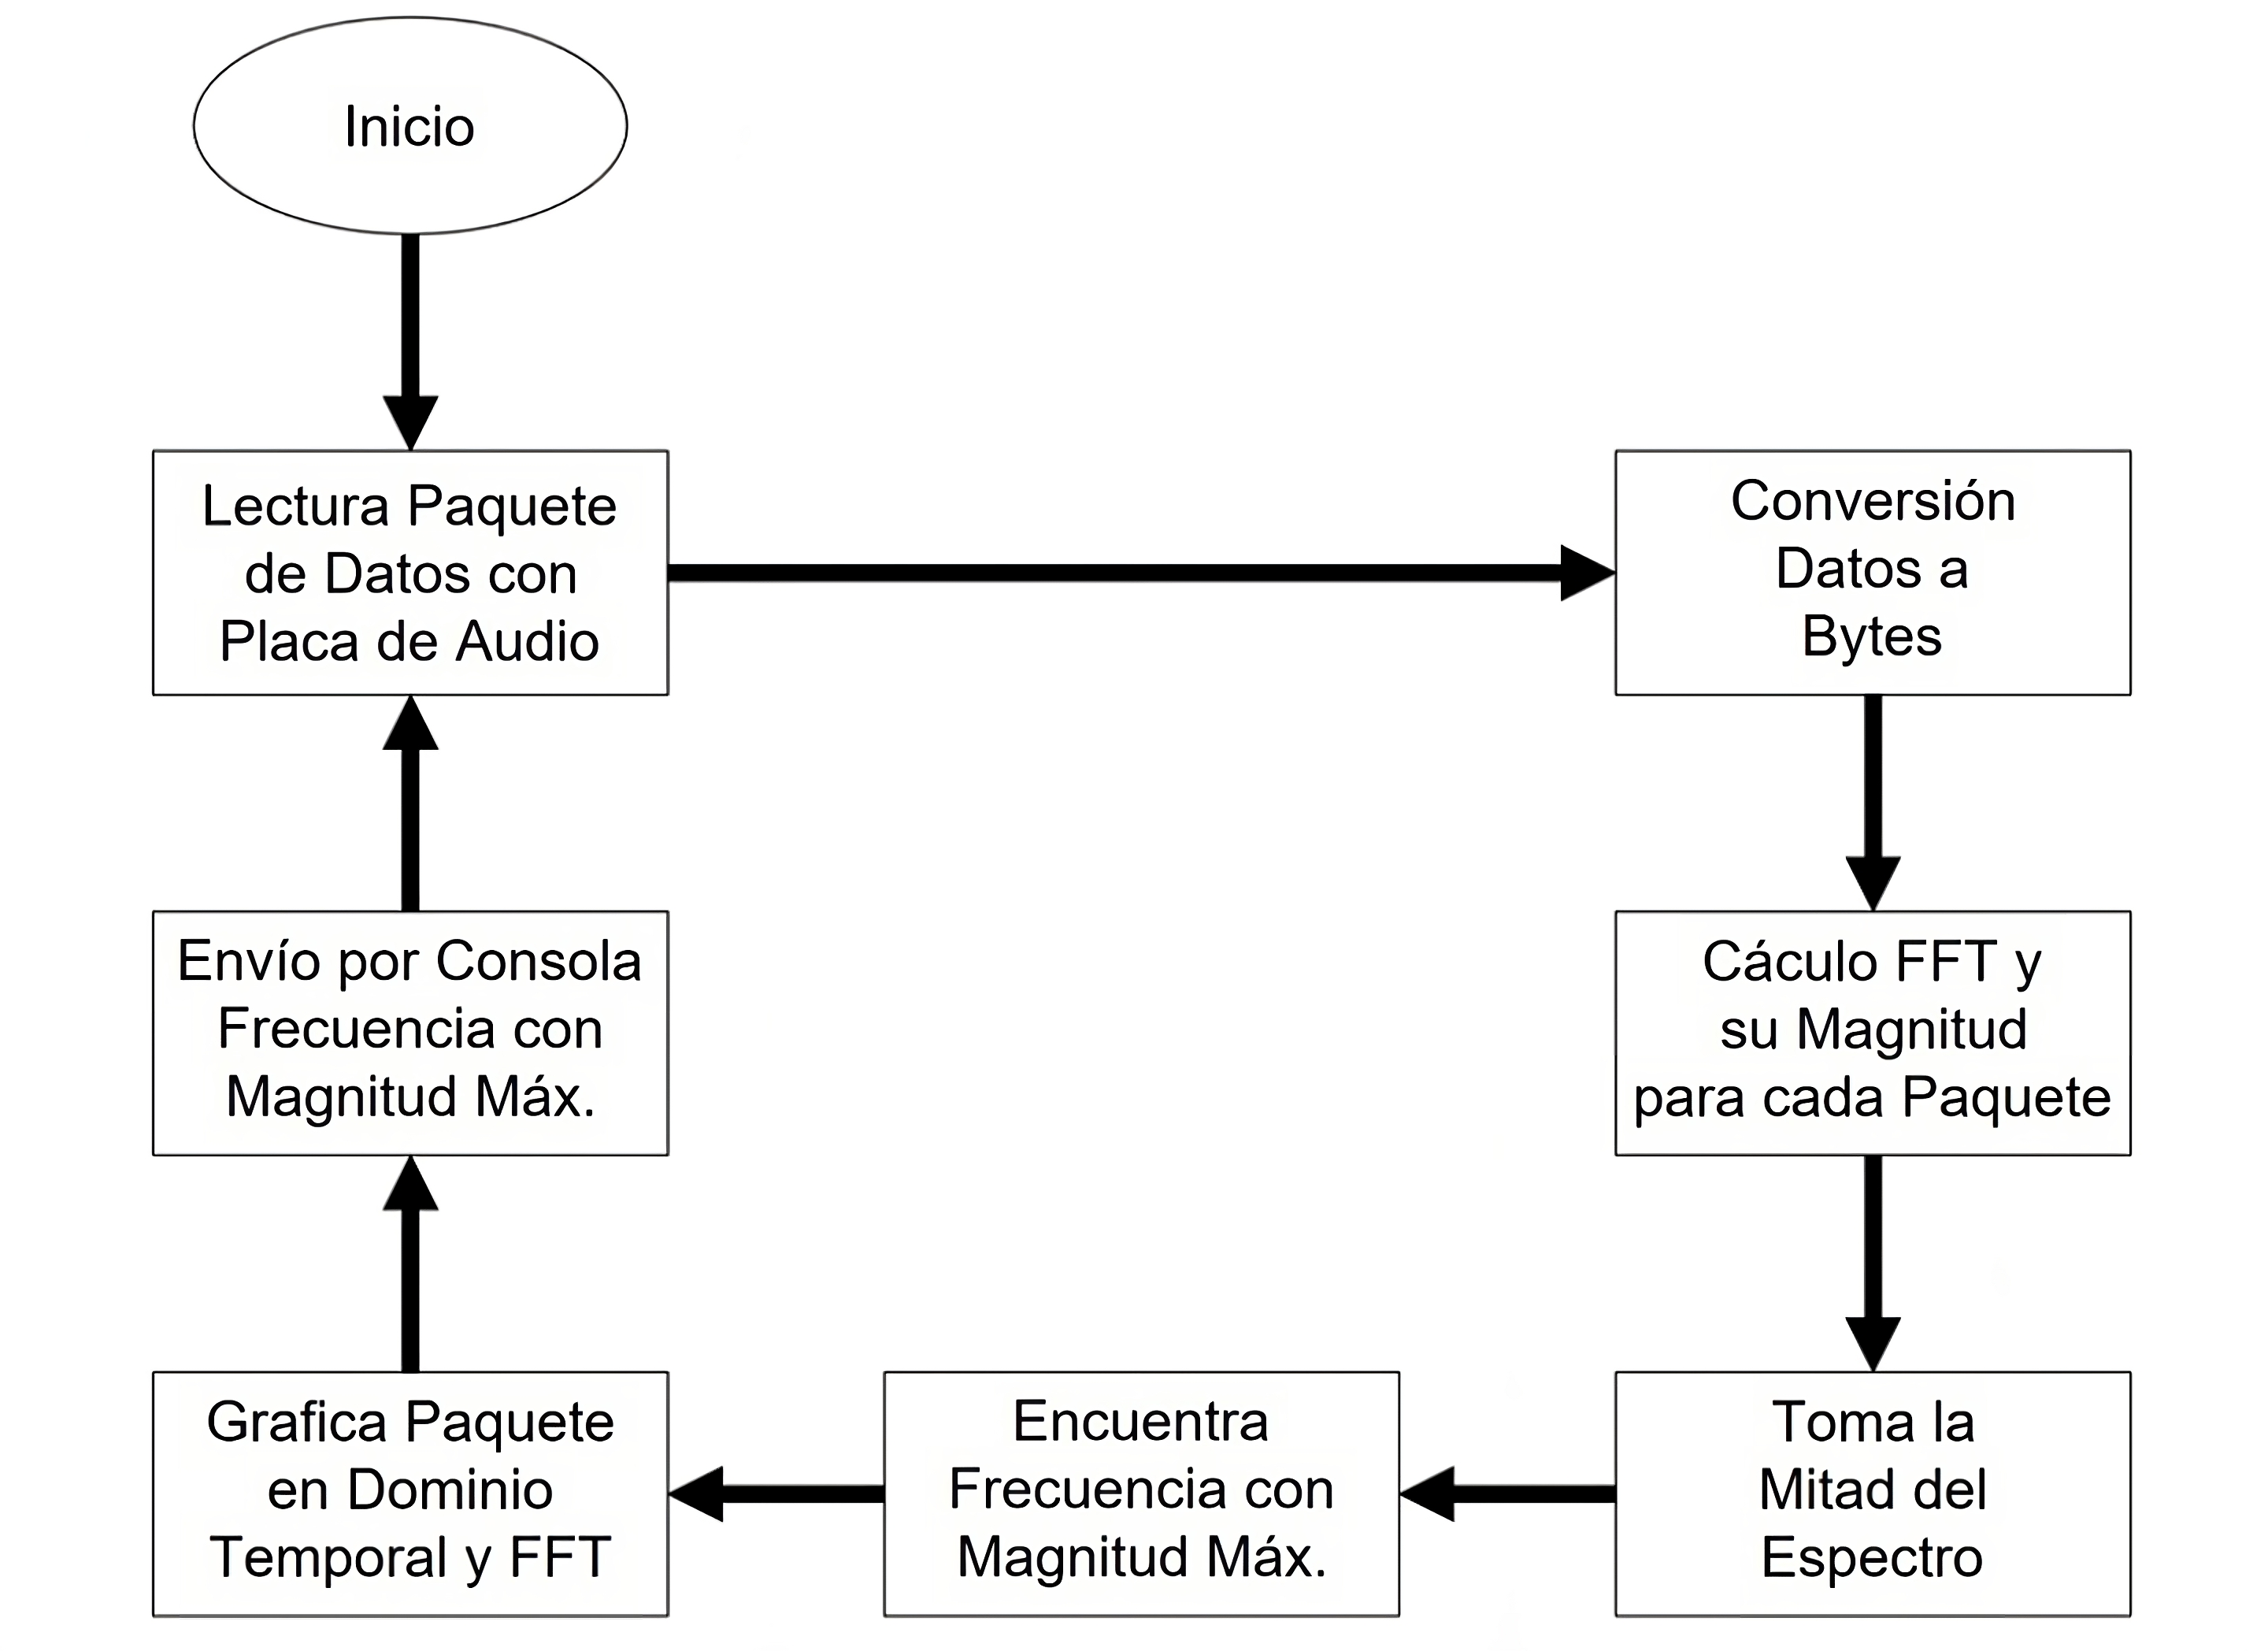 Inicio
Lectura Paquete
de Datos con
Placa de Audio
Conversión
Datos a
Bytes
Cáculo FFT y
su Magnitud
para cada Paquete
Toma la
Mitad del
Espectro
Encuentra
Frecuencia con
Magnitud Máx.
Grafica Paquete
en Dominio
Temporal y FFT
Envío por Consola
Frecuencia con
Magnitud Máx.